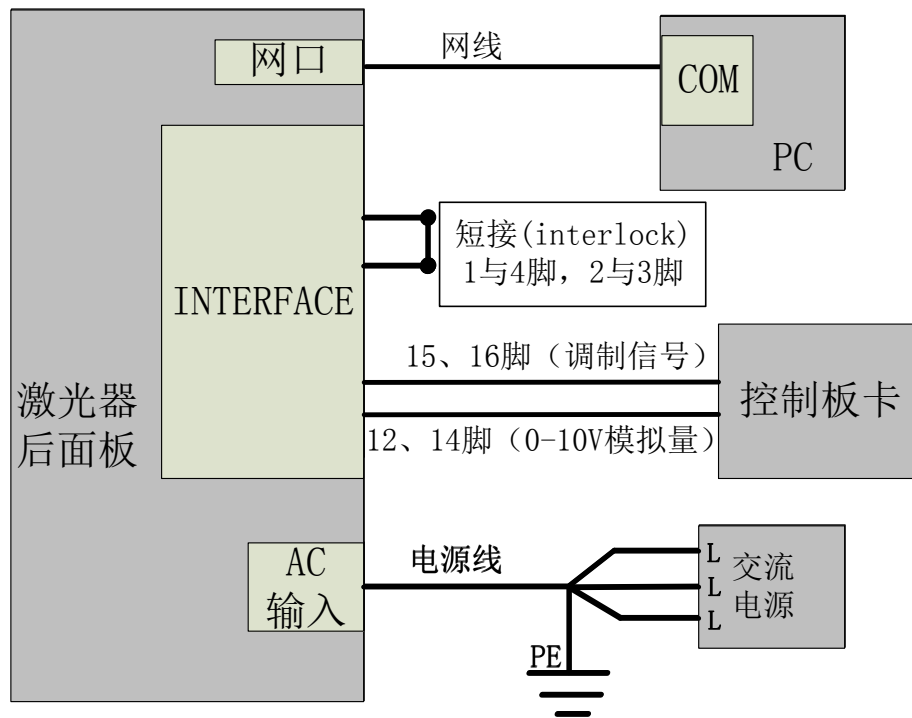 网口
网线
COM
PC
短接(interlock)
1与4脚，2与3脚
INTERFACE
15、16脚（调制信号）
激光器
后面板
控制板卡
12、14脚（0-10V模拟量）
AC
输入
电源线
L
L
L
交流
电源
PE